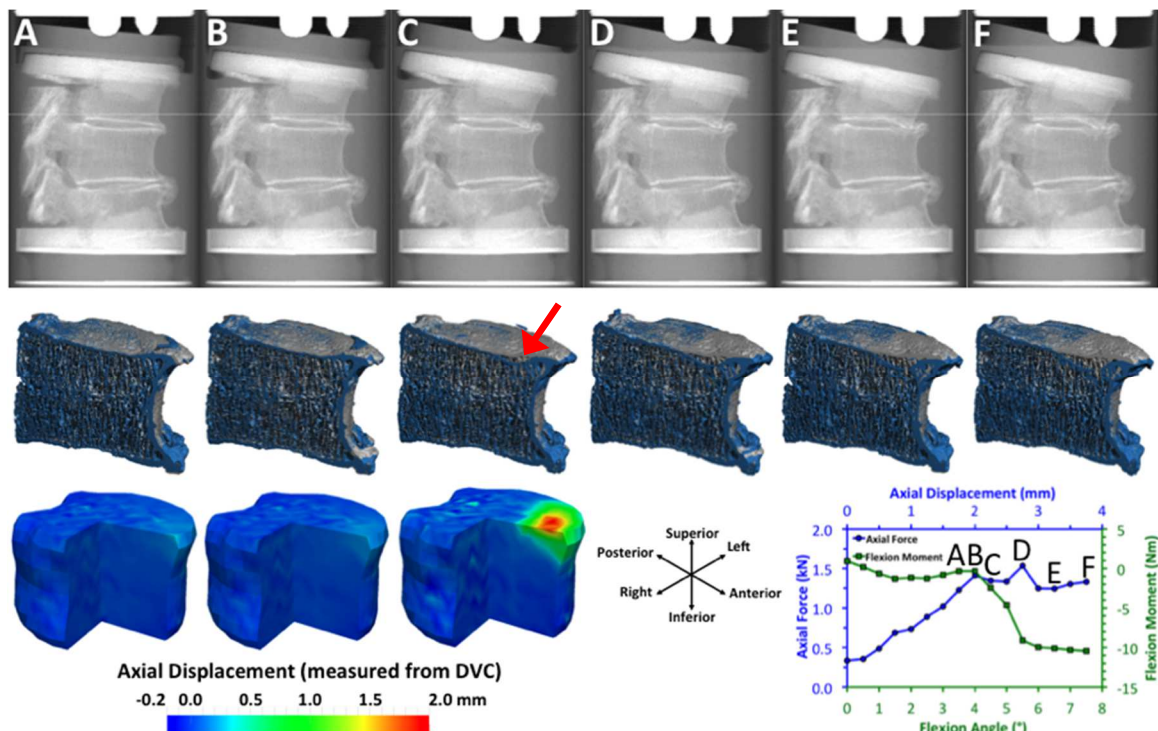 A B C D E F
Superior
Posterior Left
Right Anterior
Inferior
Axial Displacement (measured from DVC)
-0.2 0.0 0.5 1.0 1.5 2.0 mm
Axial Displacement (mm)
0 1 2 3 4
2.0 1.5 1.0 0.5 0.0
Axial Force (kN)
Axial Force
Flexion Moment
A B C D E F
5 0 -5 -10 -15
Flexion Moment (Nm)
0 1 2 3 4 5 6 7 8
Flexion Angle (°)